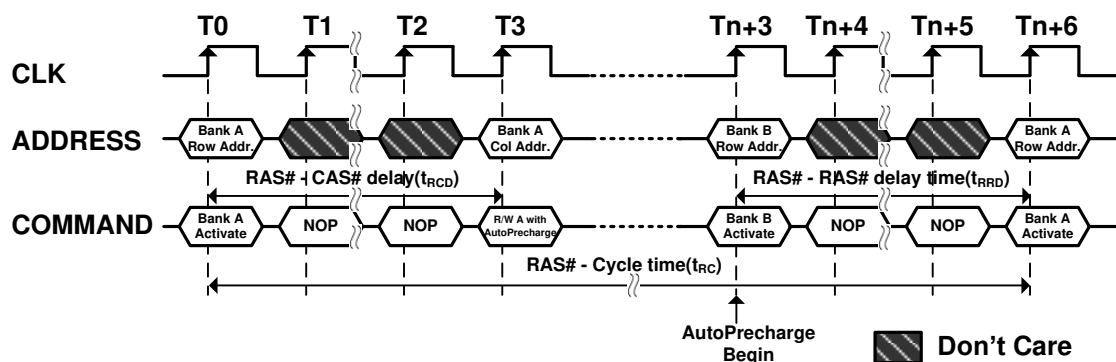 T0 T1 T2 T3 Tn+3 Tn+4 Tn+5 Tn+6
CLK
ADDRESS
Bank A
Row Addr.
Bank A
Col Addr.
Bank B
Row Addr.
Bank A
Row Addr.
RAS# - CAS# delay(tRCD)
RAS# - RAS# delay time(tRRD)
COMMAND
Bank A
Activate
NOP
NOP
R/W A with
AutoPrecharge
Bank B
Activate
NOP
NOP
Bank A
Activate
RAS# - Cycle time(tRC)
AutoPrecharge
Begin
Don't Care